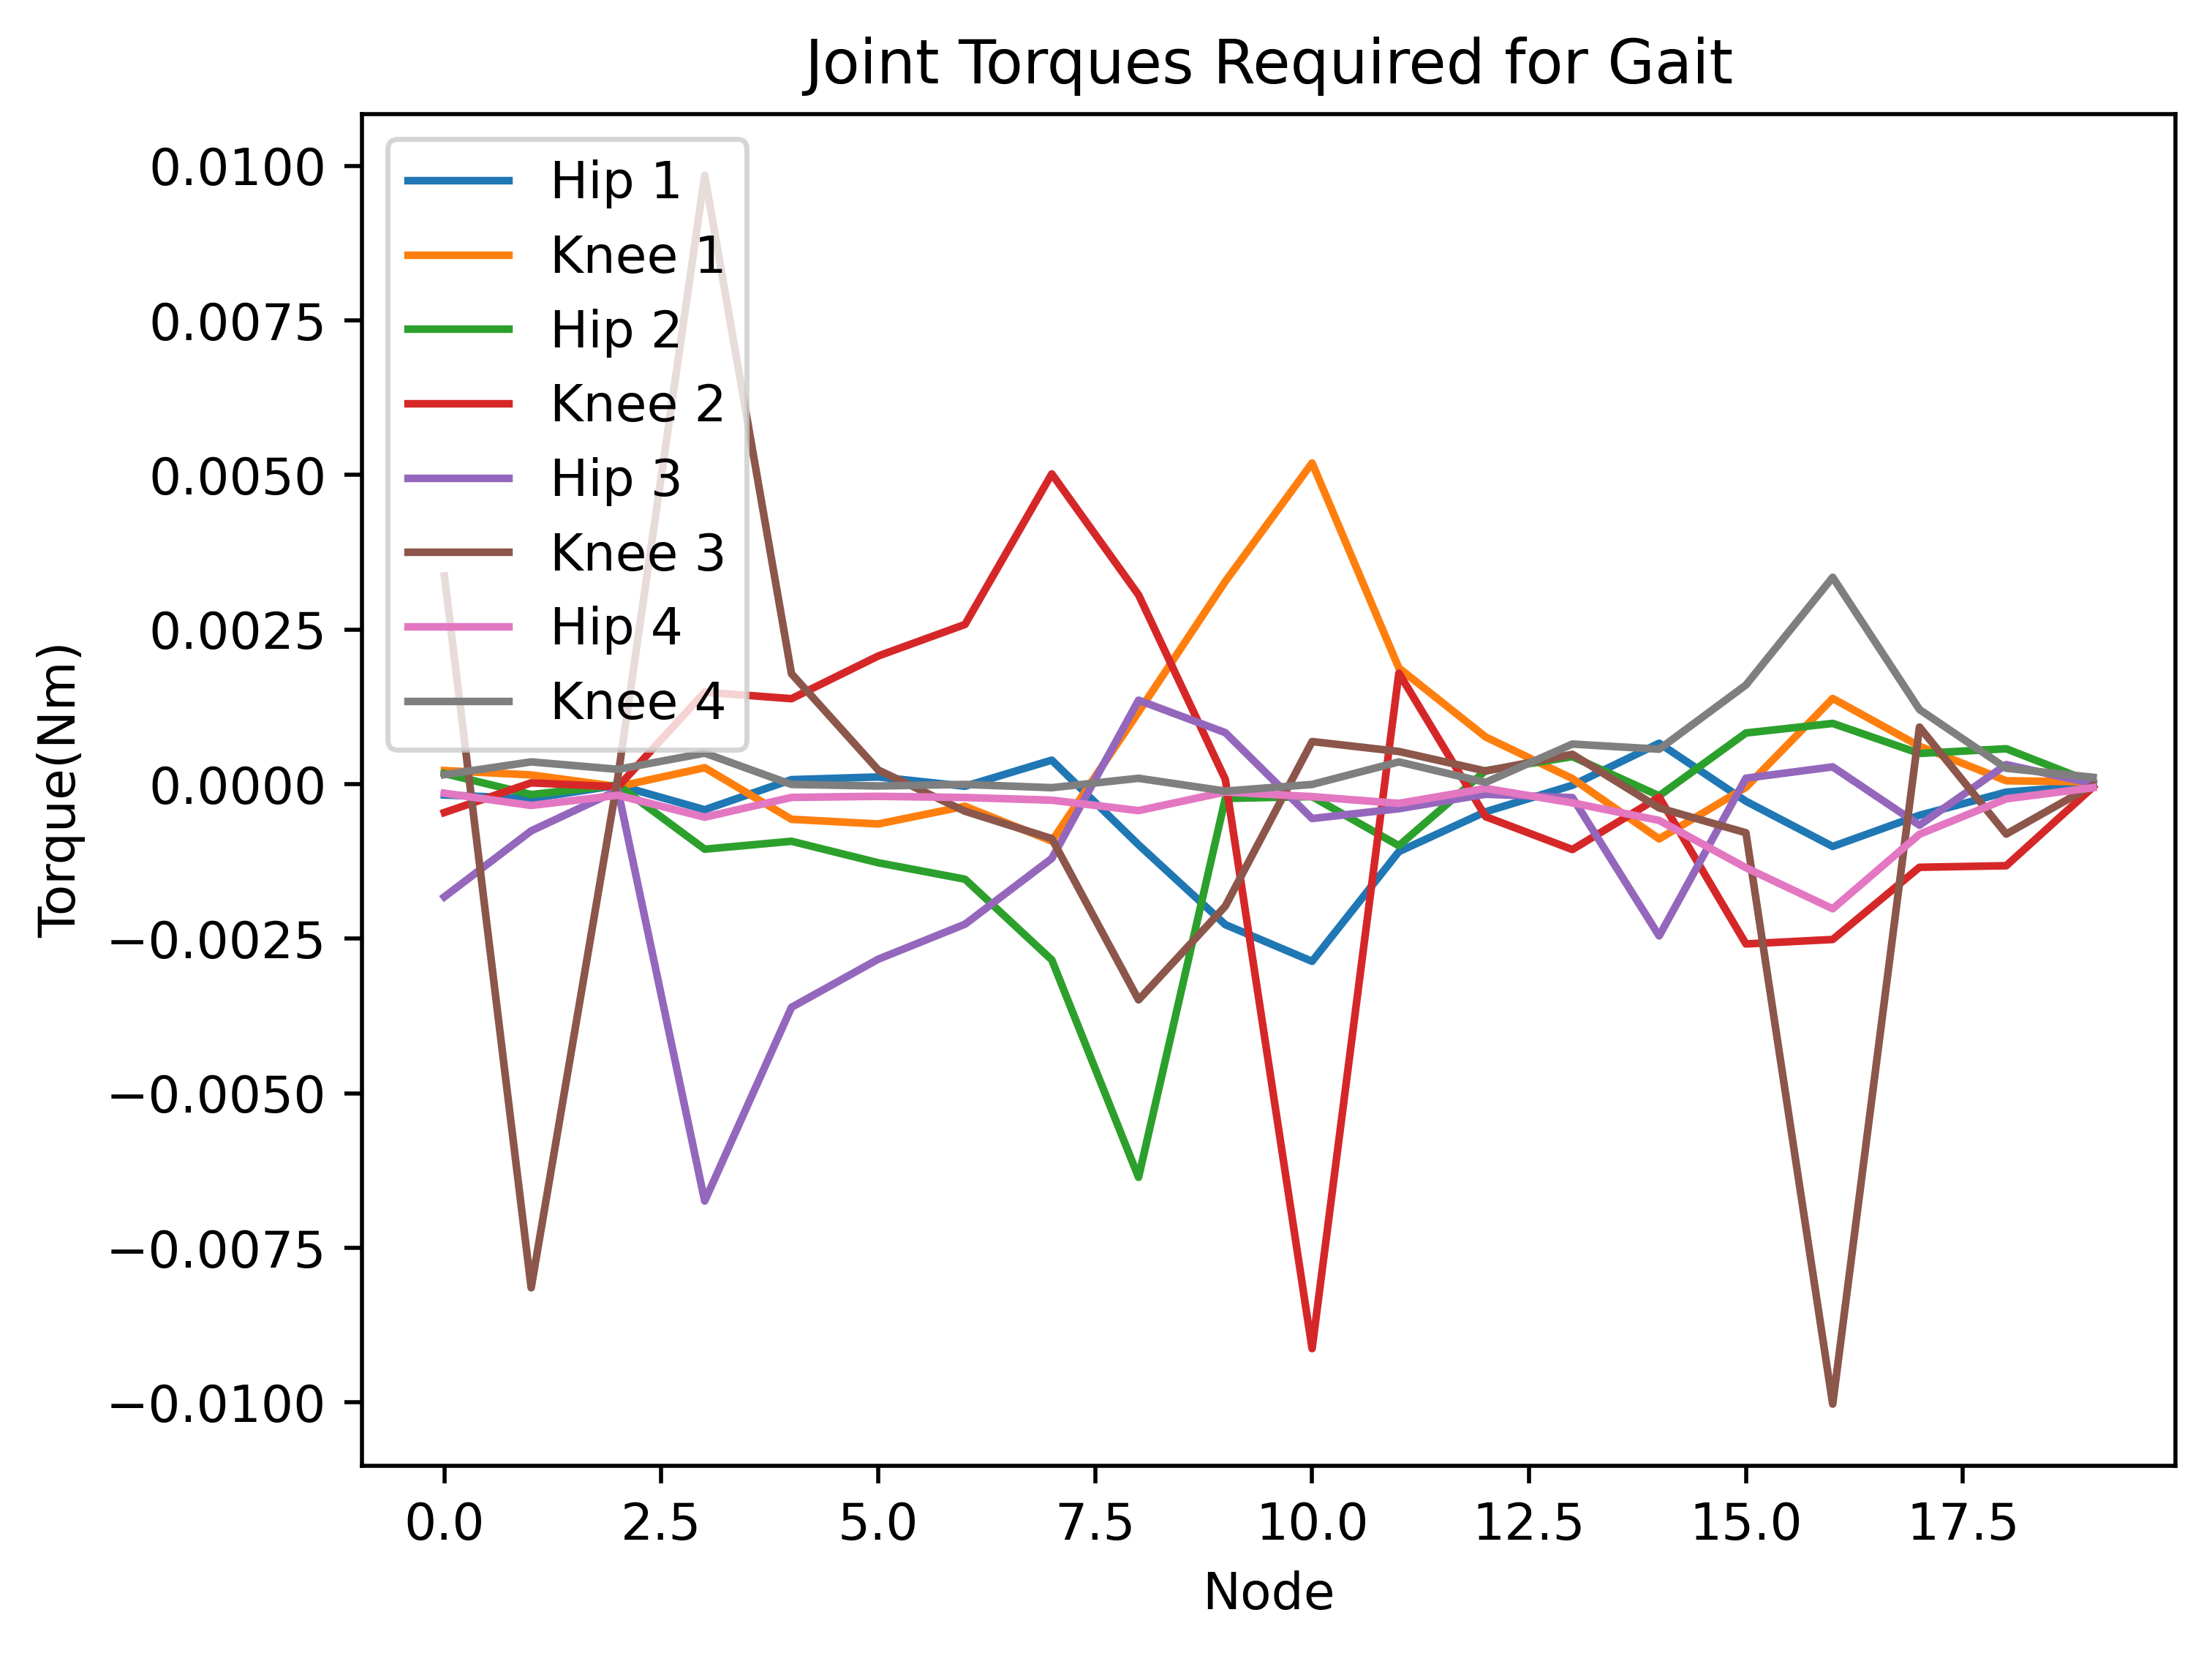 Joint Torques Required for Gait
Hip 1
Knee 1
Hip 2
Knee 2
Hip 3
Knee 3
Hip 4
Knee 4
Torque(Nm)
0.0100
0.0075
0.0050
0.0025
0.0000
−0.0025
−0.0050
−0.0075
−0.0100
0.0 2.5 5.0 7.5 10.0 12.5 15.0 17.5
Node